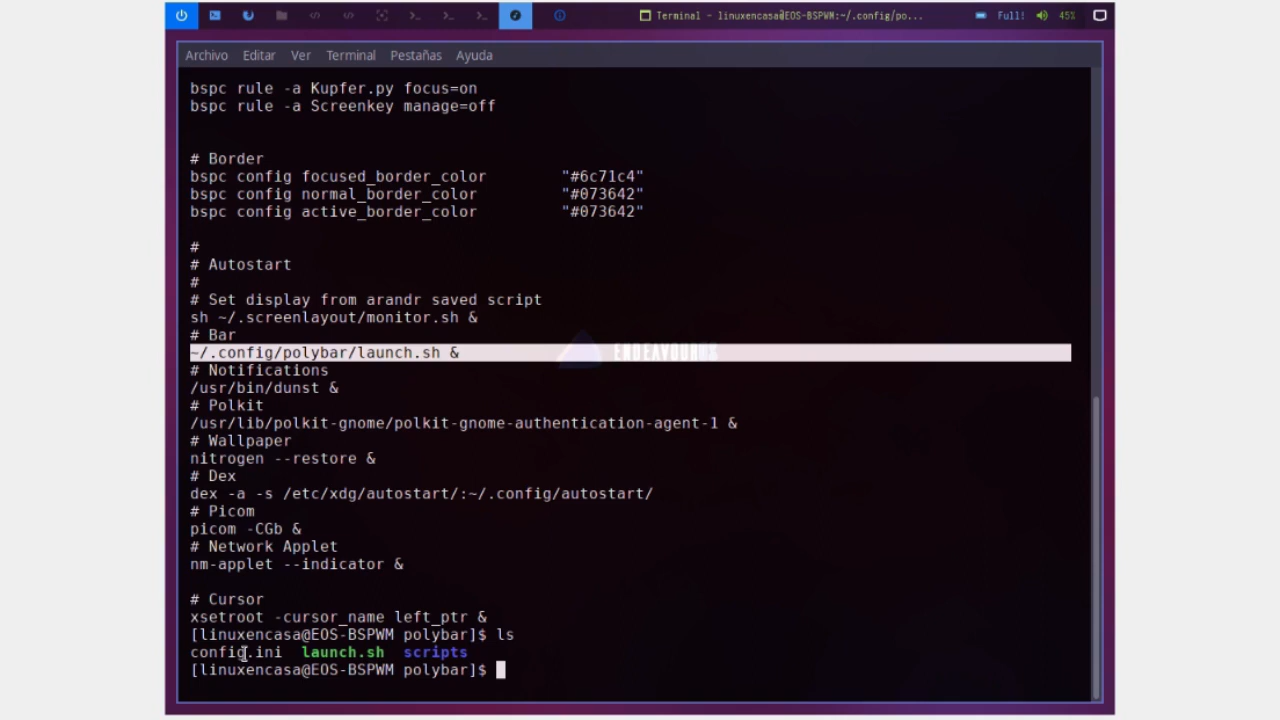 Terminal - linuxencasa@EOS-BSPWM:~/.config/po...
Full!
45%
Archivo Editar Ver Terminal Pestañas Ayuda
bspc rule -a Kupfer.py focus=on
bspc rule -a Screenkey manage=off
# Border
bspc config focused_border_color "#6c71c4"
bspc config normal_border_color "#073642"
bspc config active_border_color "#073642"
#
# Autostart
#
# Set display from arandr saved script
sh ~/.screenlayout/monitor.sh &
# Bar
~/.config/polybar/launch.sh &
ENDEAVOUROS
# Notifications
/usr/bin/dunst &
# Polkit
/usr/lib/polkit-gnome/polkit-gnome-authentication-agent-1 &
# Wallpaper
nitrogen --restore &
# Dex
dex -a -s /etc/xdg/autostart/:~/.config/autostart/
# Picom
picom -CGb &
# Network Applet
nm-applet --indicator &
# Cursor
xsetroot -cursor_name left_ptr &
[linuxencasa@EOS-BSPWM polybar]$ ls
config.ini launch.sh scripts
[linuxencasa@EOS-BSPWM polybar]$